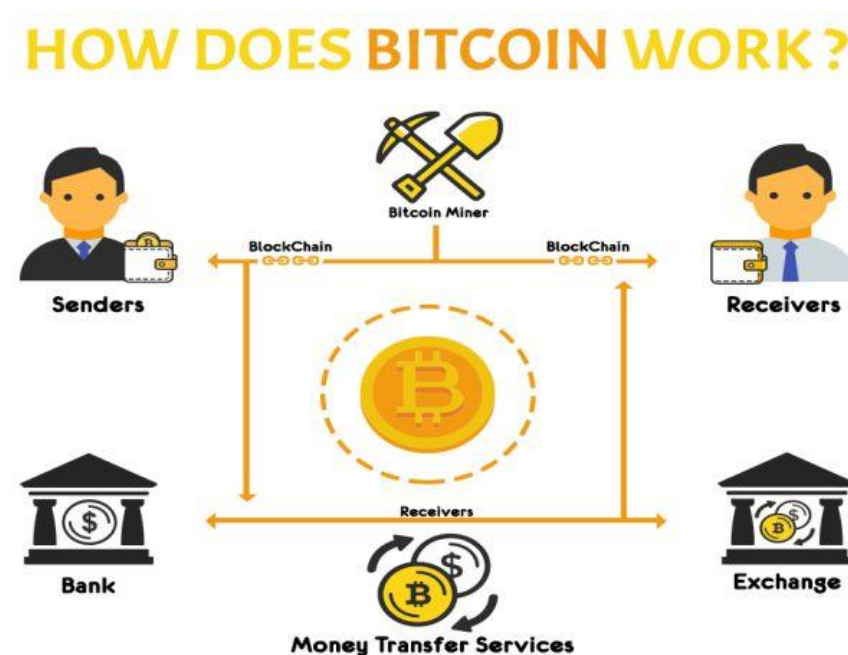 HOW DOES BITCOIN WORK?
Bitcoin Miner
BlockChain
BlockChain
Senders
Receivers
Receivers
Bank
Exchange
Money Transfer Services